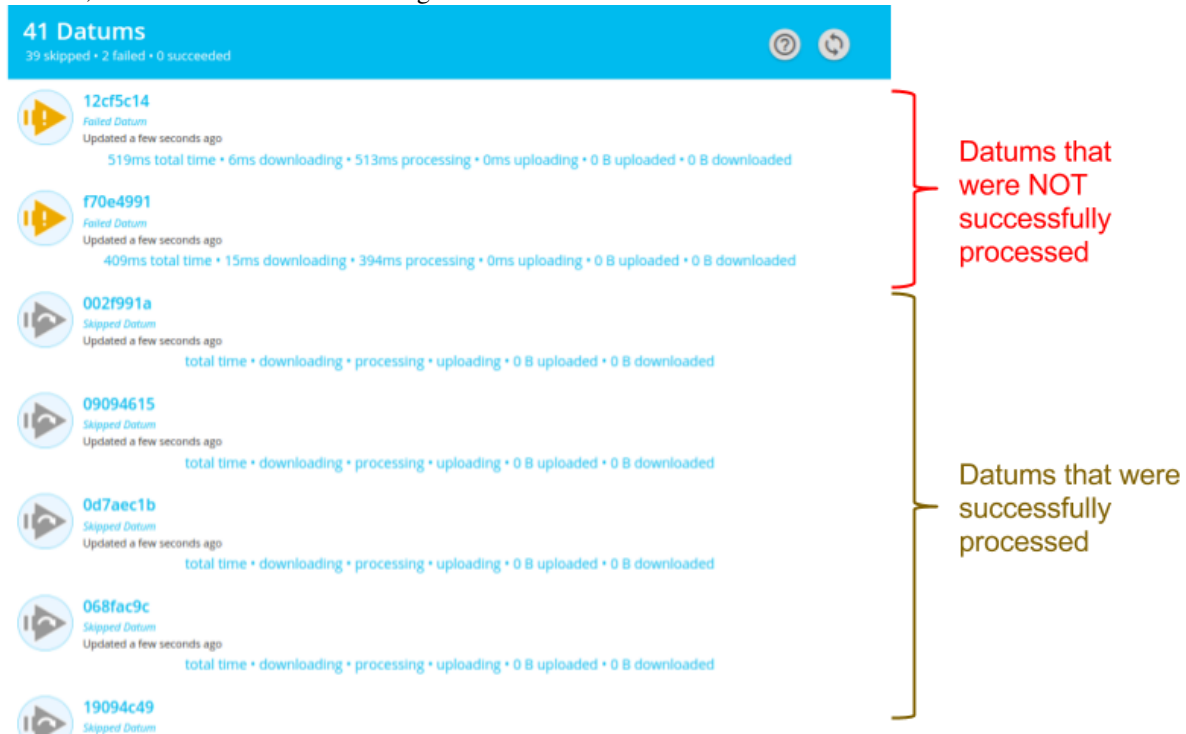 41 Datums
39 skipped • 2 failed • 0 succeeded
12cf5c14
Failed Datum
Updated a few seconds ago
519ms total time • 6ms downloading • 513ms processing • 0ms uploading • 0 B uploaded • 0 B downloaded
f70e4991
Failed Datum
Updated a few seconds ago
409ms total time • 15ms downloading • 394ms processing • 0ms uploading • 0 B uploaded • 0 B downloaded
Datums that
were NOT
successfully
processed
002f991a
Skipped Datum
Updated a few seconds ago
total time • downloading • processing • uploading • 0 B uploaded • 0 B downloaded
09094615
Skipped Datum
Updated a few seconds ago
total time • downloading • processing • uploading • 0 B uploaded • 0 B downloaded
0d7aec1b
Skipped Datum
Updated a few seconds ago
total time • downloading • processing • uploading • 0 B uploaded • 0 B downloaded
068fac9c
Skipped Datum
Updated a few seconds ago
total time • downloading • processing • uploading • 0 B uploaded • 0 B downloaded
19094c49
Skipped Datum
Datums that were
successfully
processed